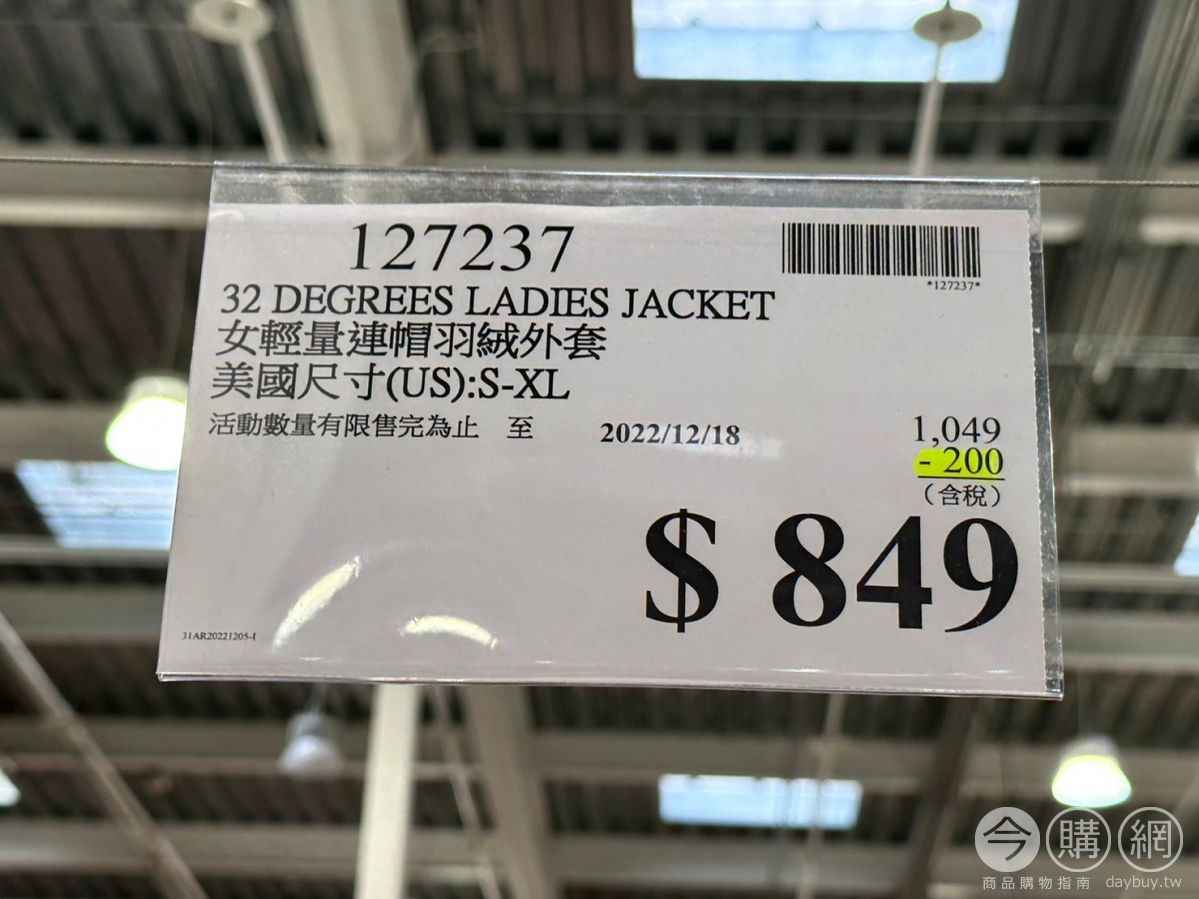 127237
*127237*
32 DEGREES LADIES JACKET
女輕量連帽羽絨外套
美國尺寸(US):S-XL
活動數量有限售完為止 至 2022/12/18
1,049
- 200
(含稅)
$ 849
31AR20221205-1
今購網
商品購物指南 daybuy.tw